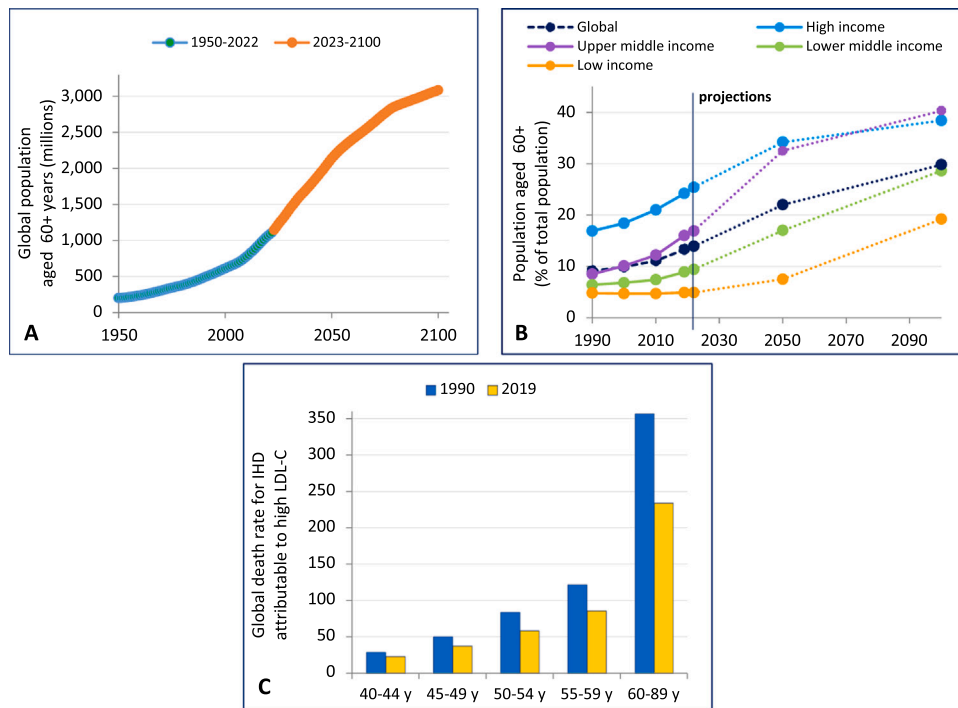 1950-2022 2023-2100
Global population
aged 60+ years (millions)
3,000
2,500
2,000
1,500
1,000
500
0
1950 2000 2050 2100
A
Global High income
Upper middle income Lower middle income
Low income
projections
Population aged 60+
(% of total population)
40
30
20
10
0
1990 2010 2030 2050 2070 2090
B
1990 2019
Global death rate for IHD
attributable to high LDL-C
350
300
250
200
150
100
50
0
40-44 y 45-49 y 50-54 y 55-59 y 60-89 y
C